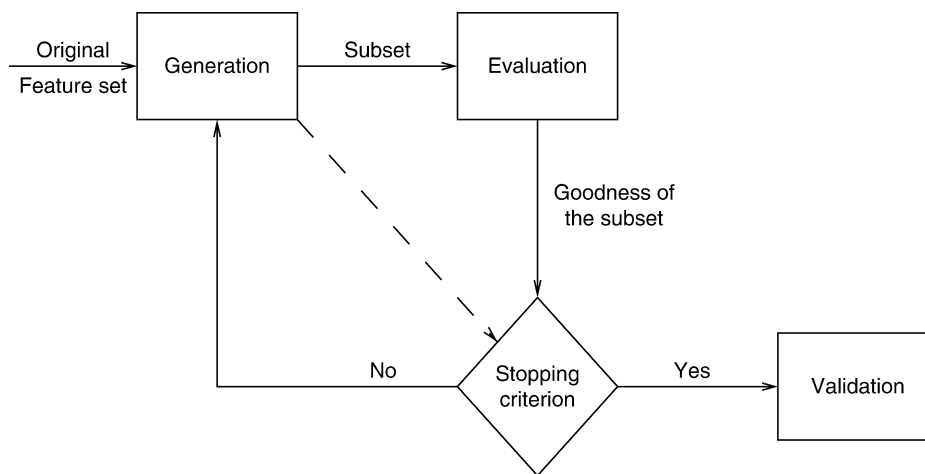 Original
Feature set
Generation
Subset
Evaluation
Goodness of
the subset
No
Stopping
criterion
Yes
Validation